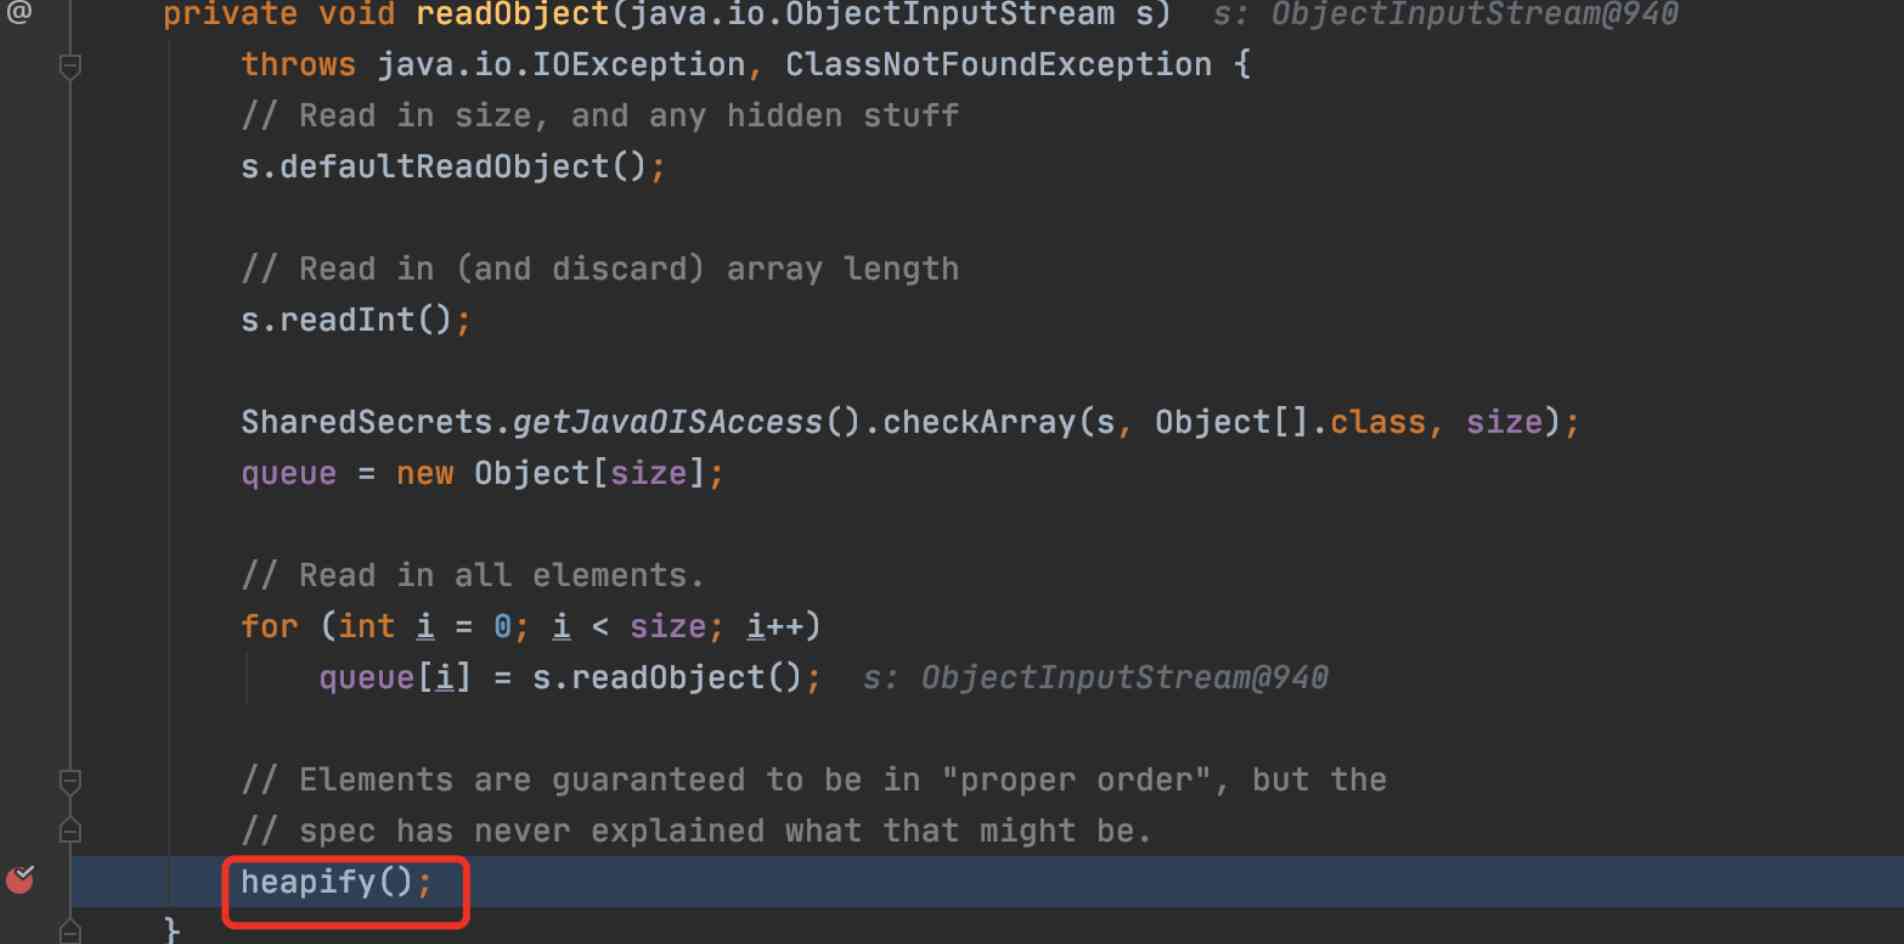 @ private void readObject(java.io.ObjectInputStream s)  s: ObjectInputStream@940
throws java.io.IOException, ClassNotFoundException {
// Read in size, and any hidden stuff
s.defaultReadObject();
// Read in (and discard) array length
s.readInt();
SharedSecrets.getJavaOISAccess().checkArray(s, Object[].class, size);
queue = new Object[size];
// Read in all elements.
for (int i = 0; i < size; i++)
queue[i] = s.readObject();  s: ObjectInputStream@940
// Elements are guaranteed to be in "proper order", but the
// spec has never explained what that might be.
heapify();
}